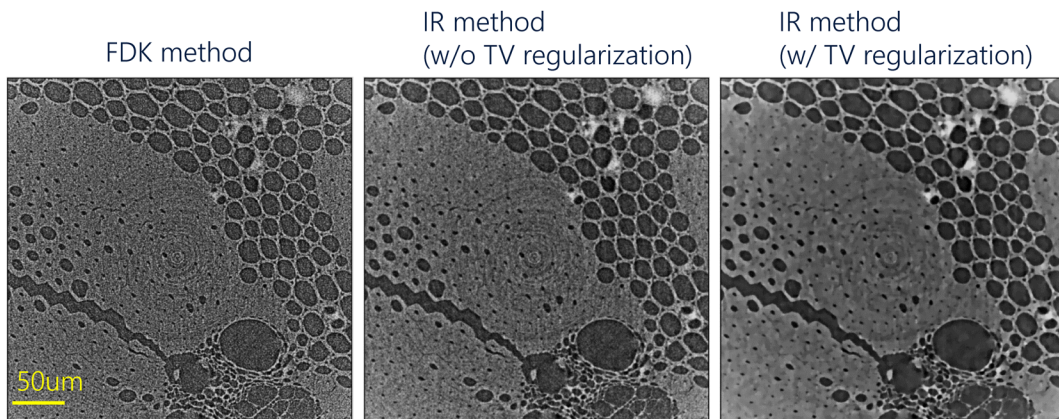 FDK method
IR method
(w/o TV regularization)
IR method
(w/ TV regularization)
50um